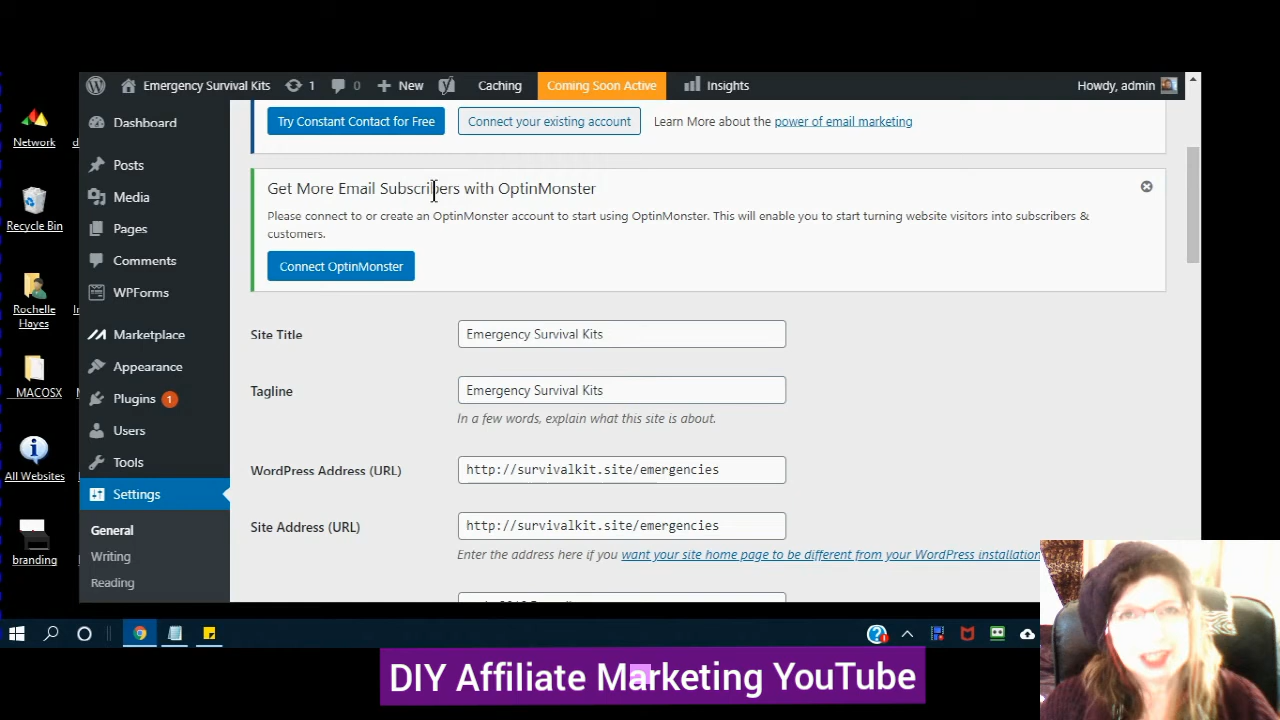 Emergency Survival Kits 1 0 New Caching Coming Soon Active Insights Howdy, admin
Try Constant Contact for Free Connect your existing account Learn More about the power of email marketing
Get More Email Subscribers with OptinMonster
Please connect to or create an OptinMonster account to start using OptinMonster. This will enable you to start turning website visitors into subscribers &
customers.
Connect OptinMonster
Site Title Emergency Survival Kits
Tagline Emergency Survival Kits
In a few words, explain what this site is about.
WordPress Address (URL) http://survivalkit.site/emergencies
Site Address (URL) http://survivalkit.site/emergencies
Enter the address here if you want your site home page to be different from your WordPress installation
Dashboard
Posts
Media
Pages
Comments
WPForms
Marketplace
Appearance
Plugins 1
Users
Tools
Settings
General
Writing
Reading
Network
Recycle Bin
Rochelle
Hayes
__MACOSX
All Websites
branding
DIY Affiliate Marketing YouTube